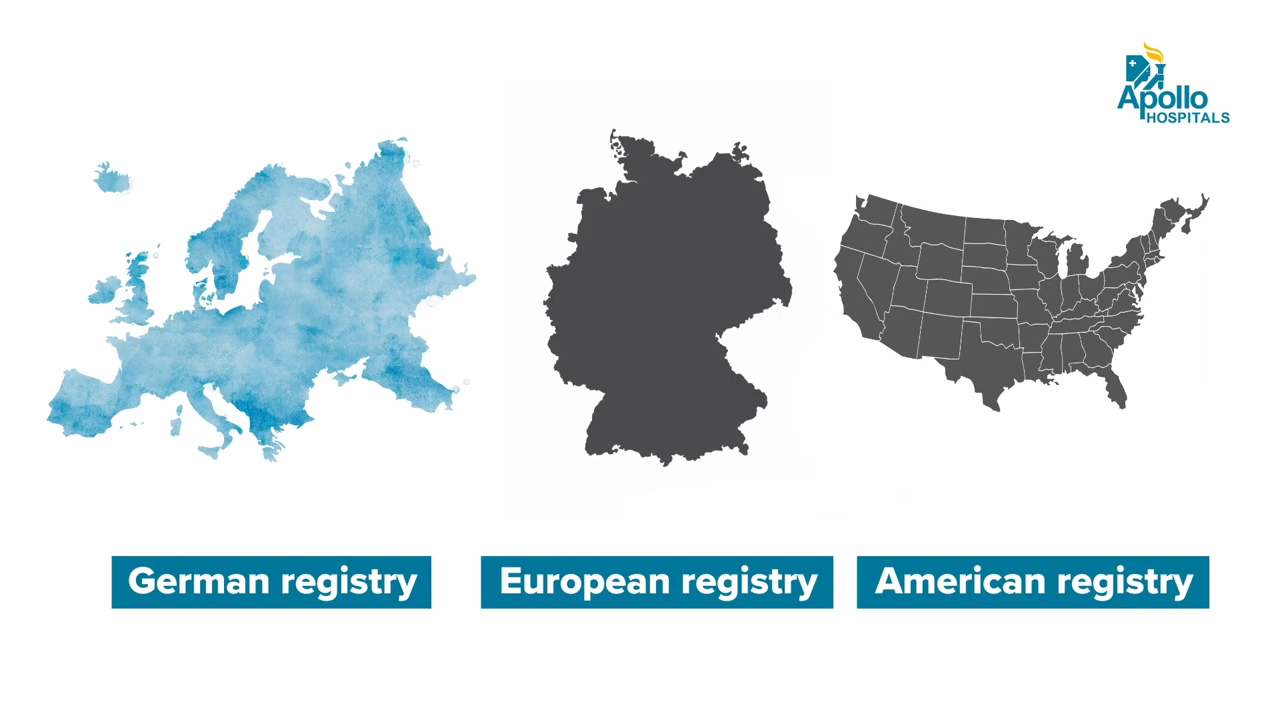 Apollo
HOSPITALS
German registry
European registry
American registry